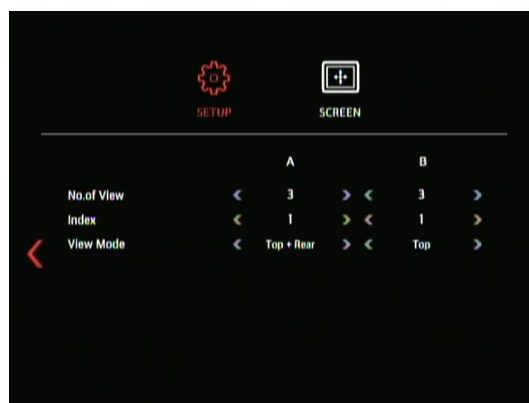 SETUP SCREEN
A B
No.of View 3 3
Index 1 1
View Mode Top + Rear Top